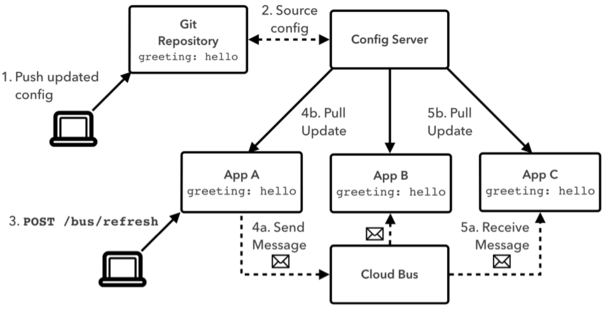 Git
Repository
greeting: hello
2. Source
config
Config Server
1. Push updated
config
4b. Pull
Update
5b. Pull
Update
App A
greeting: hello
App B
greeting: hello
App C
greeting: hello
3. POST /bus/refresh
4a. Send
Message
5a. Receive
Message
Cloud Bus